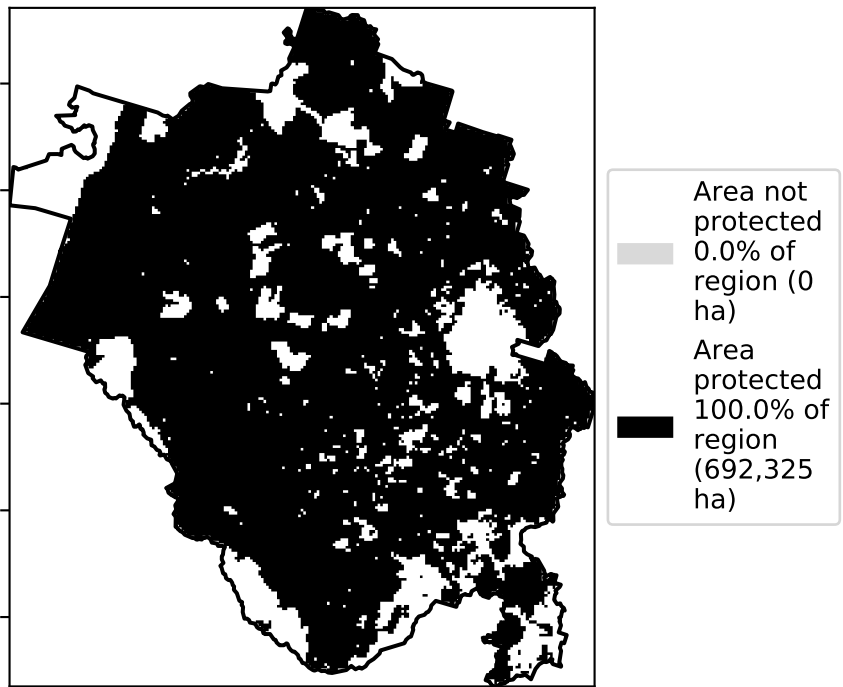 Area not
protected
0.0% of
region (0
ha)
Area
protected
100.0% of
region
(692,325
ha)